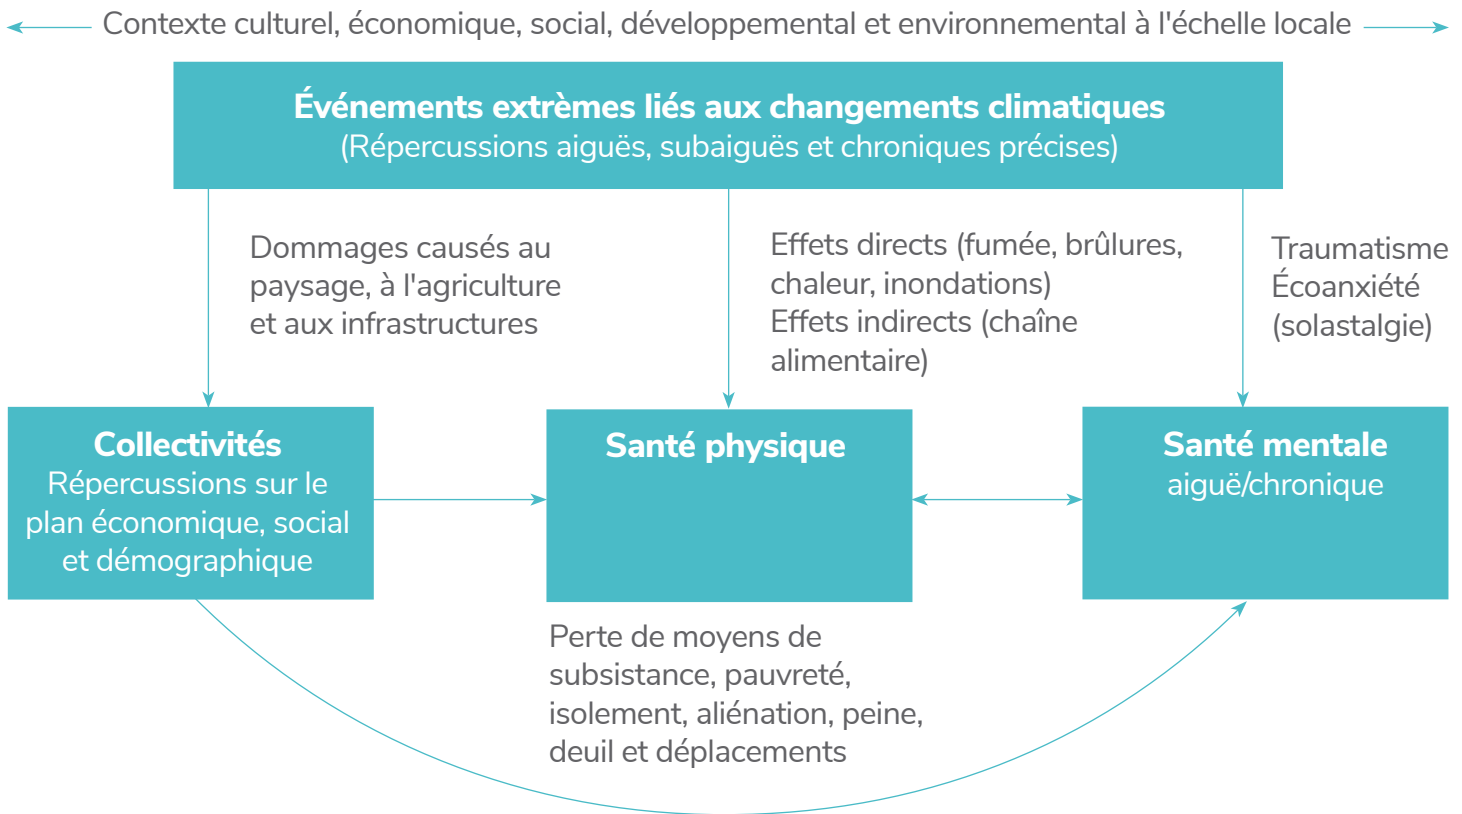 Contexte culturel, économique, social, développemental et environnemental à l'échelle locale
Événements extrèmes liés aux changements climatiques
(Répercussions aiguës, subaiguës et chroniques précises)
Dommages causés au
paysage, à l'agriculture
et aux infrastructures
Effets directs (fumée, brûlures,
chaleur, inondations)
Effets indirects (chaîne
alimentaire)
Traumatisme
Écoanxiété
(solastalgie)
Collectivités
Répercussions sur le
plan économique, social
et démographique
Santé physique
Santé mentale
aiguë/chronique
Perte de moyens de
subsistance, pauvreté,
isolement, aliénation, peine,
deuil et déplacements